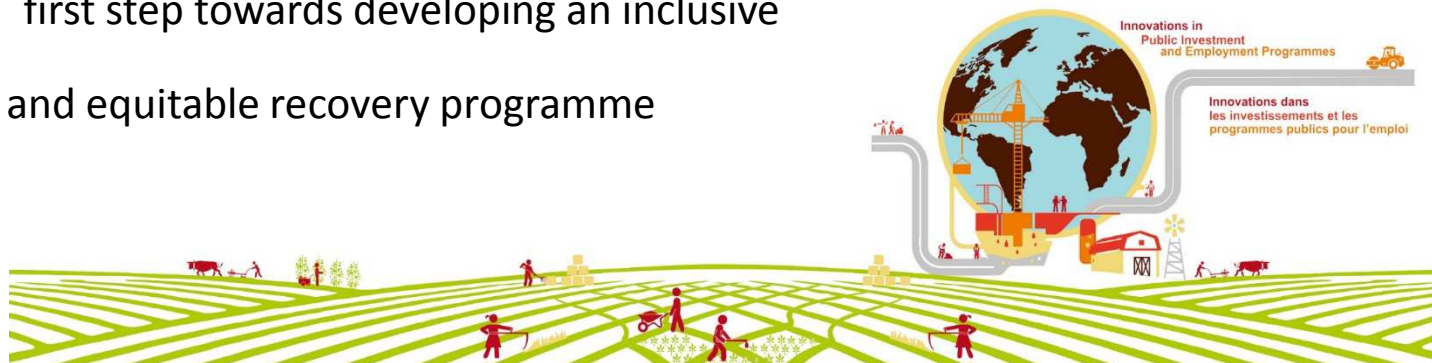 first step towards developing an inclusive
and equitable recovery programme
Innovations in
Public Investment
and Employment Programmes
Innovations dans
les investissements et les
programmes publics pour l'emploi